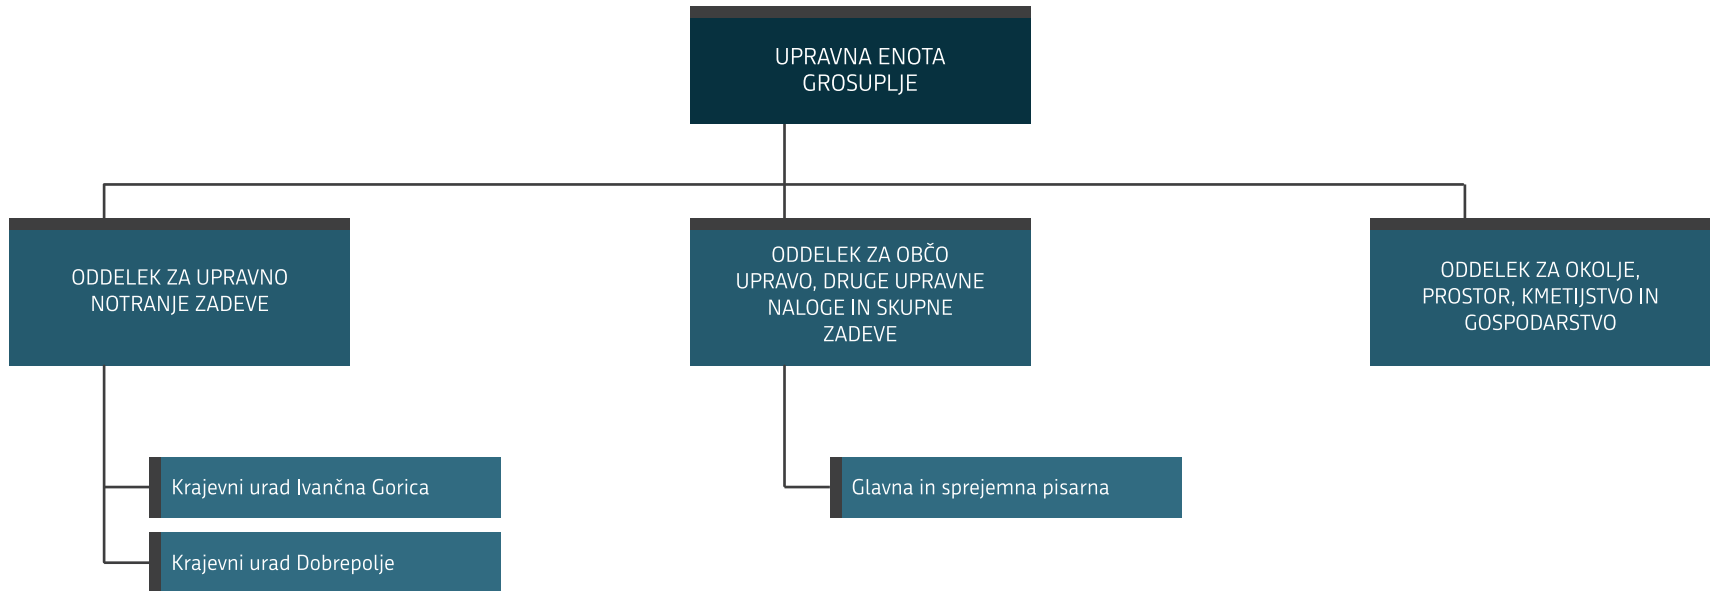 UPRAVNA ENOTA
GROSUPLJE
ODDELEK ZA UPRAVNO
NOTRANJE ZADEVE
ODDELEK ZA OBČO
UPRAVO, DRUGE UPRAVNE
NALOGE IN SKUPNE
ZADEVE
ODDELEK ZA OKOLJE,
PROSTOR, KMETIJSTVO IN
GOSPODARSTVO
Krajevni urad Ivančna Gorica
Krajevni urad Dobrepolje
Glavna in sprejemna pisarna